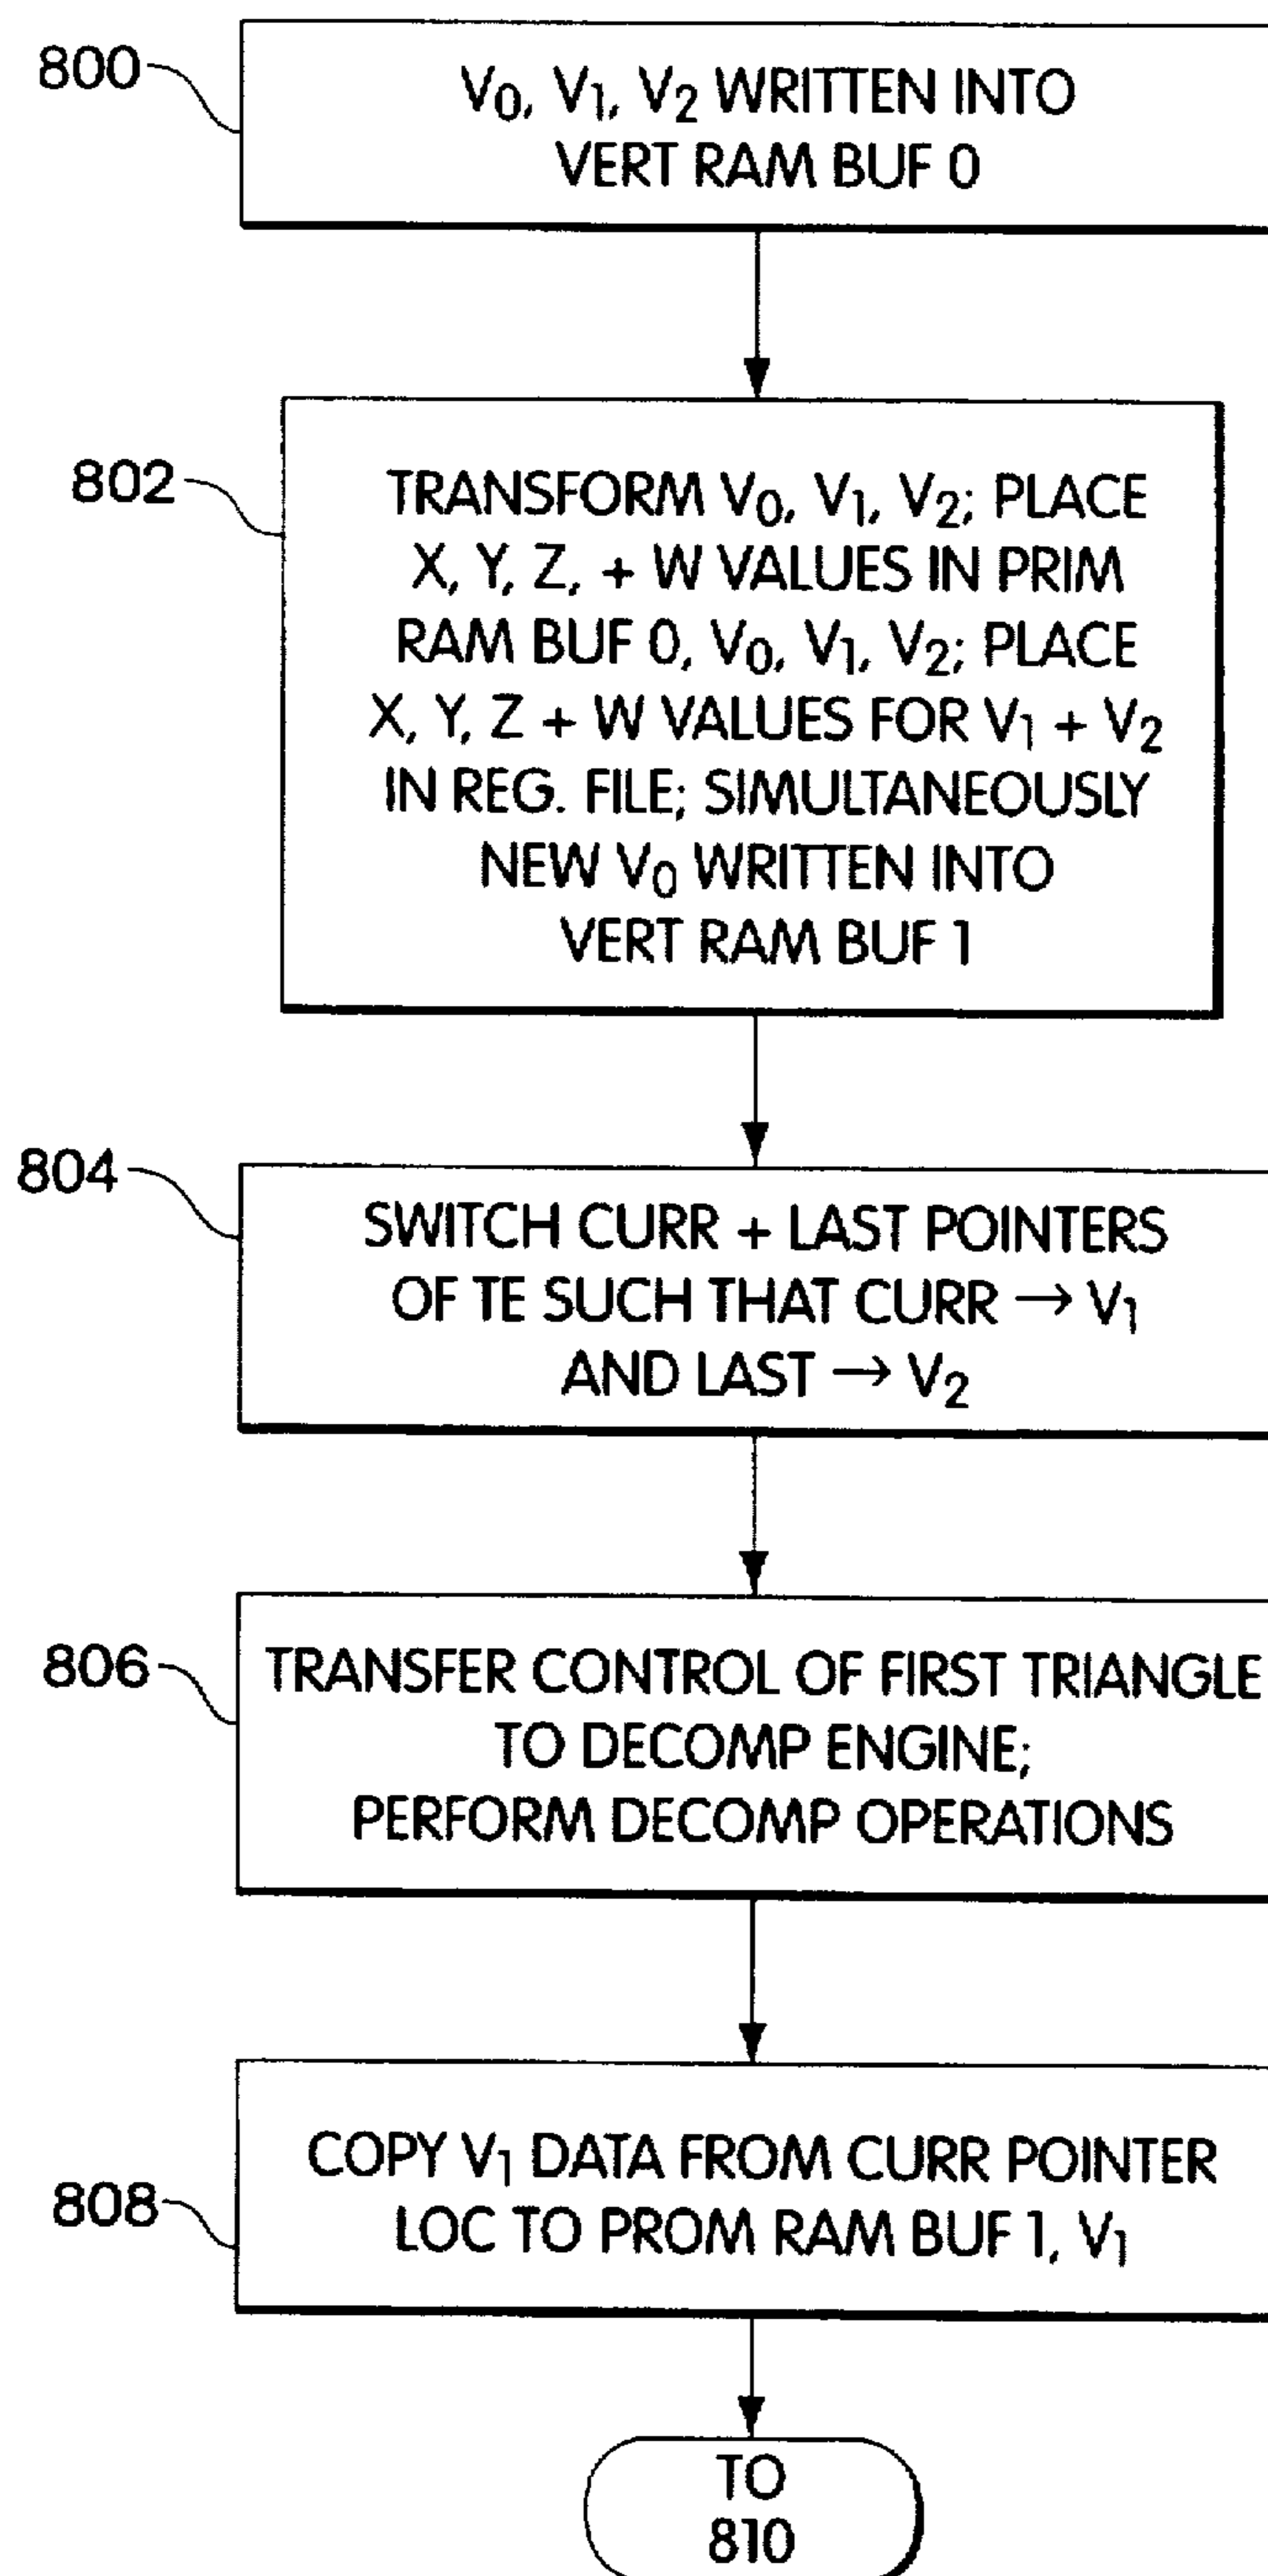 800
V0, V1, V2 WRITTEN INTO
VERT RAM BUF 0
802
TRANSFORM V0, V1, V2; PLACE
X, Y, Z, + W VALUES IN PRIM
RAM BUF 0, V0, V1, V2; PLACE
X, Y, Z + W VALUES FOR V1 + V2
IN REG. FILE; SIMULTANEOUSLY
NEW V0 WRITTEN INTO
VERT RAM BUF 1
804
SWITCH CURR + LAST POINTERS
OF TE SUCH THAT CURR → V1
AND LAST → V2
806
TRANSFER CONTROL OF FIRST TRIANGLE
TO DECOMP ENGINE;
PERFORM DECOMP OPERATIONS
808
COPY V1 DATA FROM CURR POINTER
LOC TO PROM RAM BUF 1, V1
TO
810